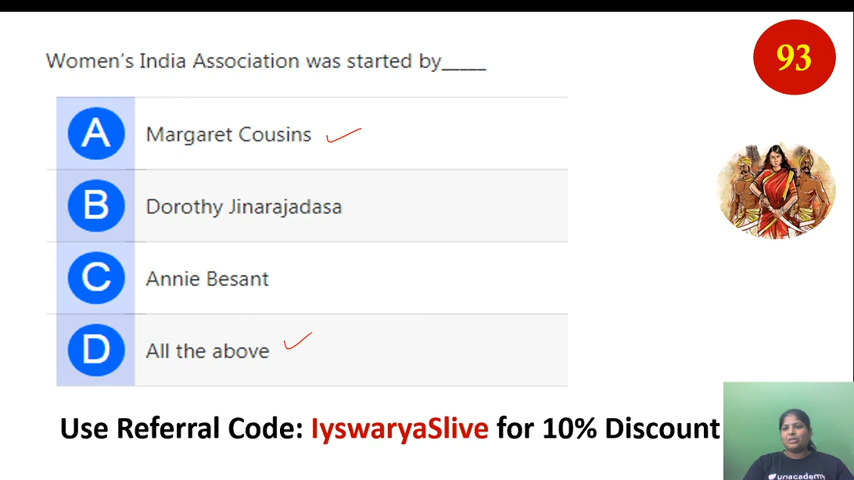 Women's India Association was started by_____
93
A Margaret Cousins
B Dorothy Jinarajadasa
C Annie Besant
D All the above
Use Referral Code: IyswaryaSlive for 10% Discount
unacademy